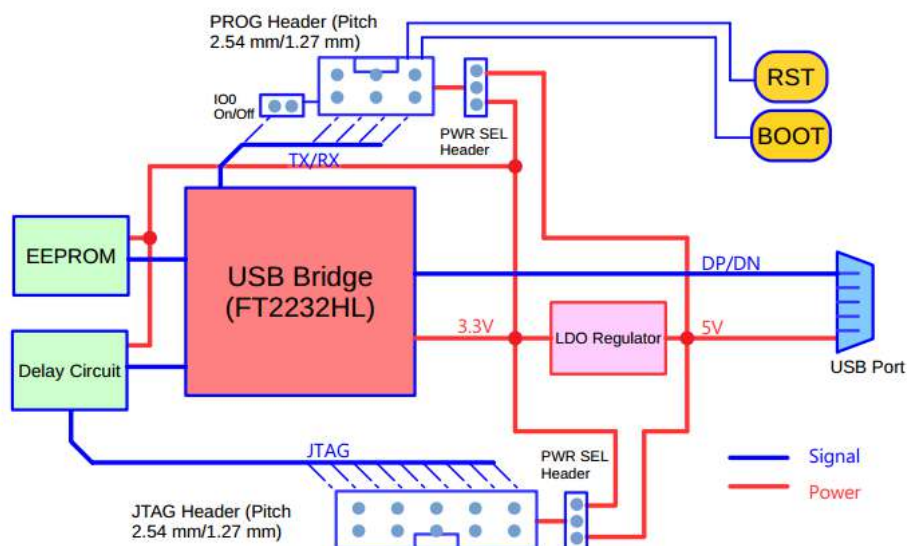 PROG Header (Pitch
2.54 mm/1.27 mm)
RST
IO0
On/Off
BOOT
PWR SEL
Header
TX/RX
EEPROM
USB Bridge
(FT2232HL)
DP/DN
3.3V
LDO Regulator
5V
USB Port
Delay Circuit
JTAG
PWR SEL
Header
Signal
Power
JTAG Header (Pitch
2.54 mm/1.27 mm)